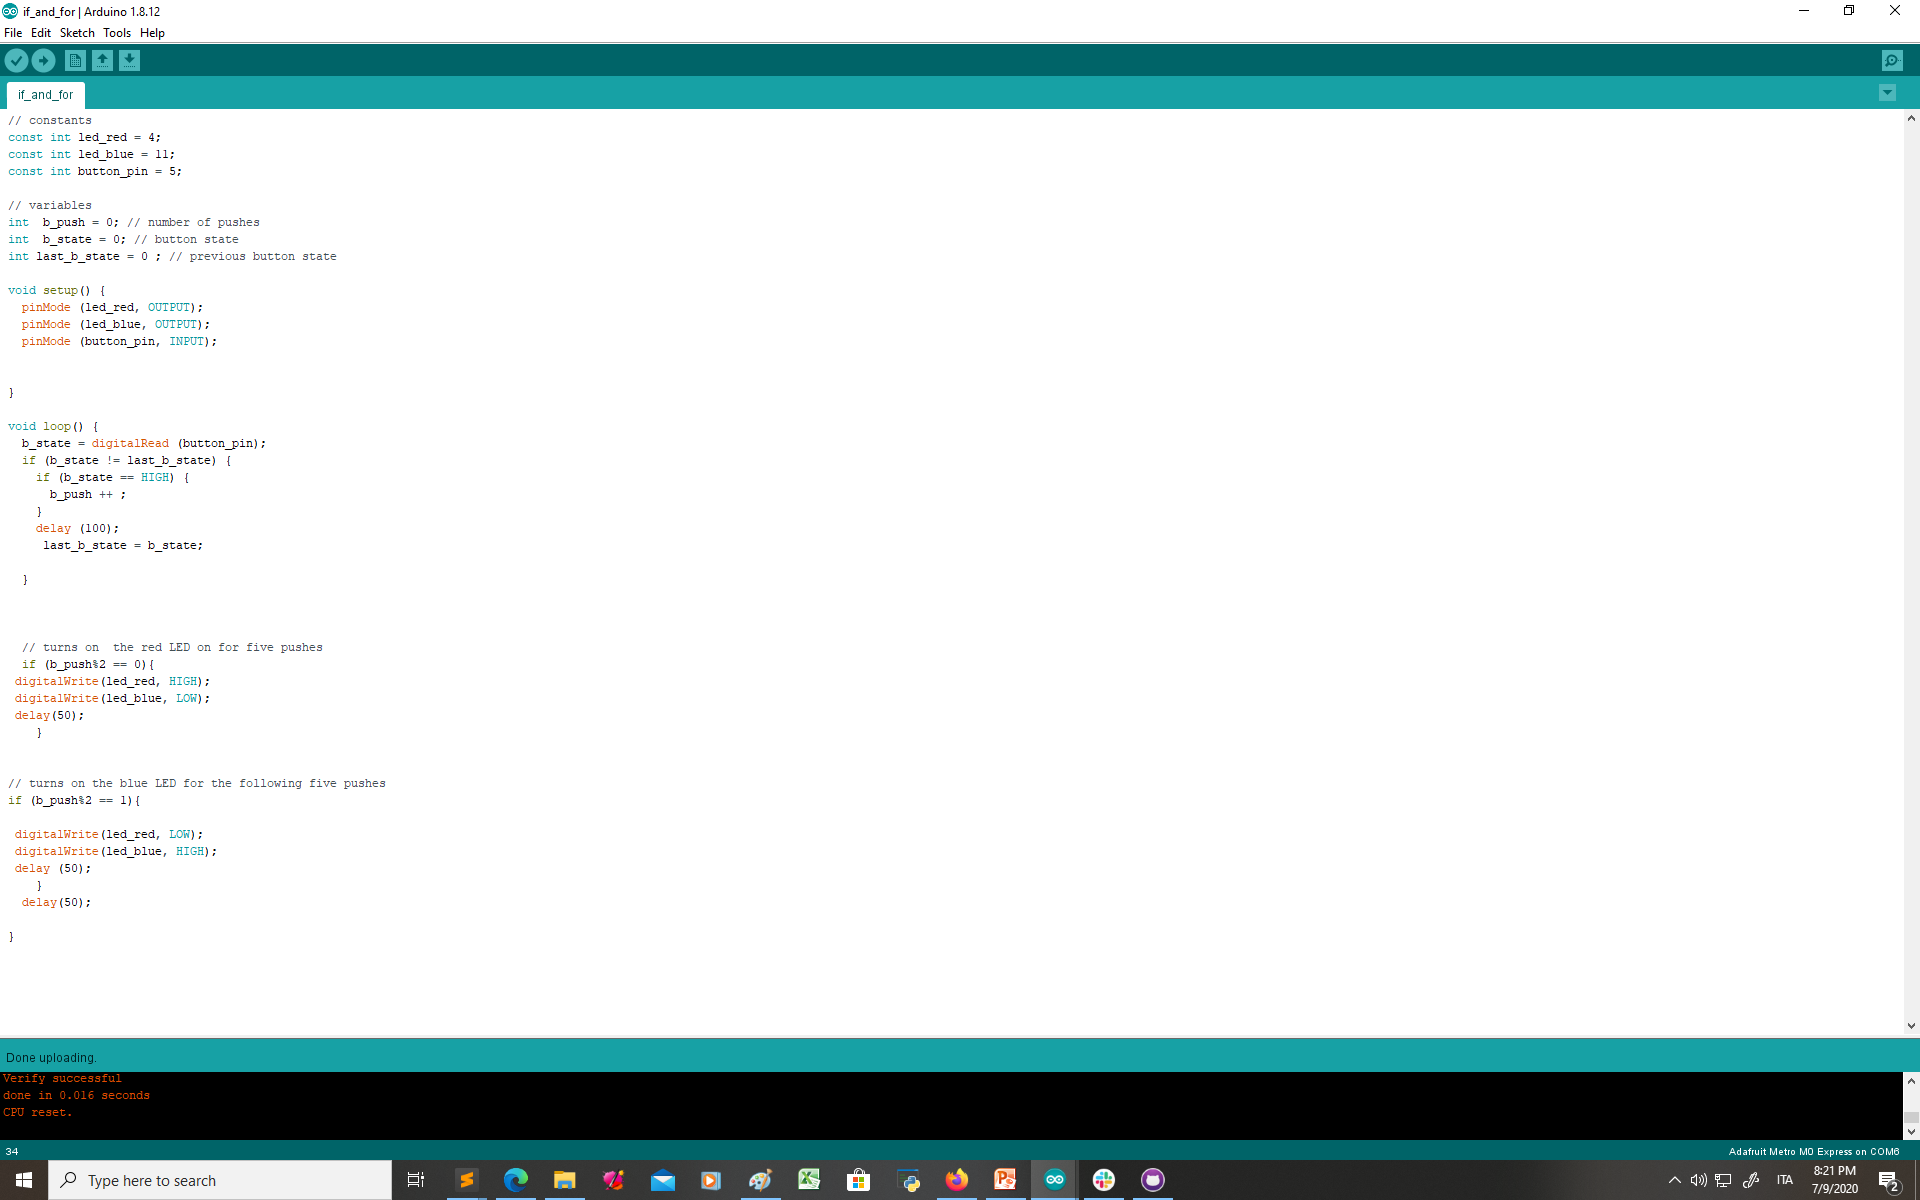 if_and_for | Arduino 1.8.12
File Edit Sketch Tools Help
if_and_for
// constants
const int led_red = 4;
const int led_blue = 11;
const int button_pin = 5;
// variables
int  b_push = 0; // number of pushes
int  b_state = 0; // button state
int last_b_state = 0 ; // previous button state
void setup() {
pinMode (led_red, OUTPUT);
pinMode (led_blue, OUTPUT);
pinMode (button_pin, INPUT);
}
void loop() {
b_state = digitalRead (button_pin);
if (b_state != last_b_state) {
if (b_state == HIGH) {
b_push ++ ;
}
delay (100);
last_b_state = b_state;
}
// turns on  the red LED on for five pushes
if (b_push%2 == 0){
digitalWrite(led_red, HIGH);
digitalWrite(led_blue, LOW);
delay(50);
}
// turns on the blue LED for the following five pushes
if (b_push%2 == 1){
digitalWrite(led_red, LOW);
digitalWrite(led_blue, HIGH);
delay (50);
}
delay(50);
}
Done uploading.
Verify successful
done in 0.016 seconds
CPU reset.
34
Adafruit Metro M0 Express on COM6
Type here to search
ITA
8:21 PM
7/9/2020
2